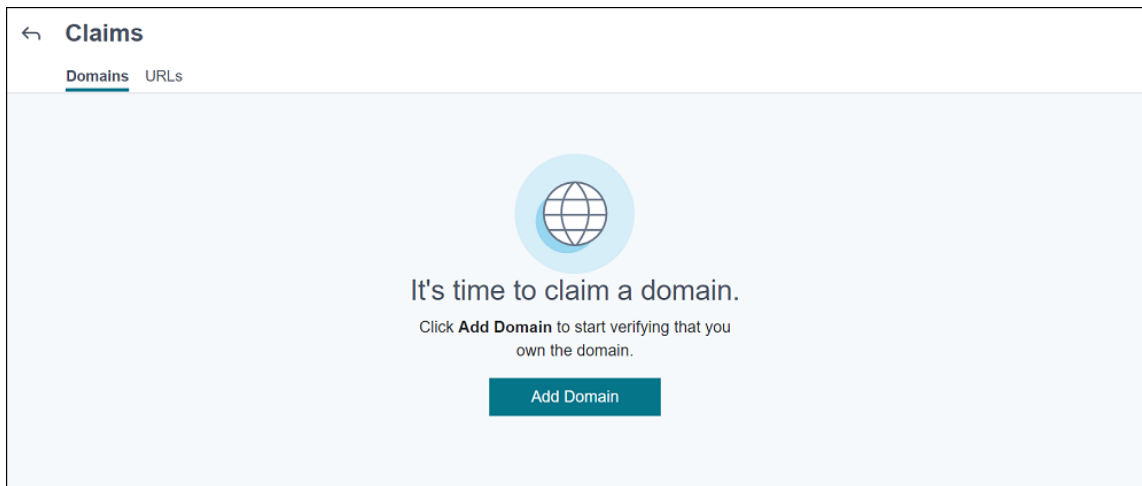 Claims
Domains URLs
It's time to claim a domain.
Click Add Domain to start verifying that you
own the domain.
Add Domain